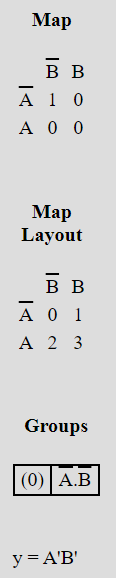 Map
B̅ B
A̅ 1 0
A 0 0
Map
Layout
B̅ B
A̅ 0 1
A 2 3
Groups
(0) A̅.B̅
y = A'B'